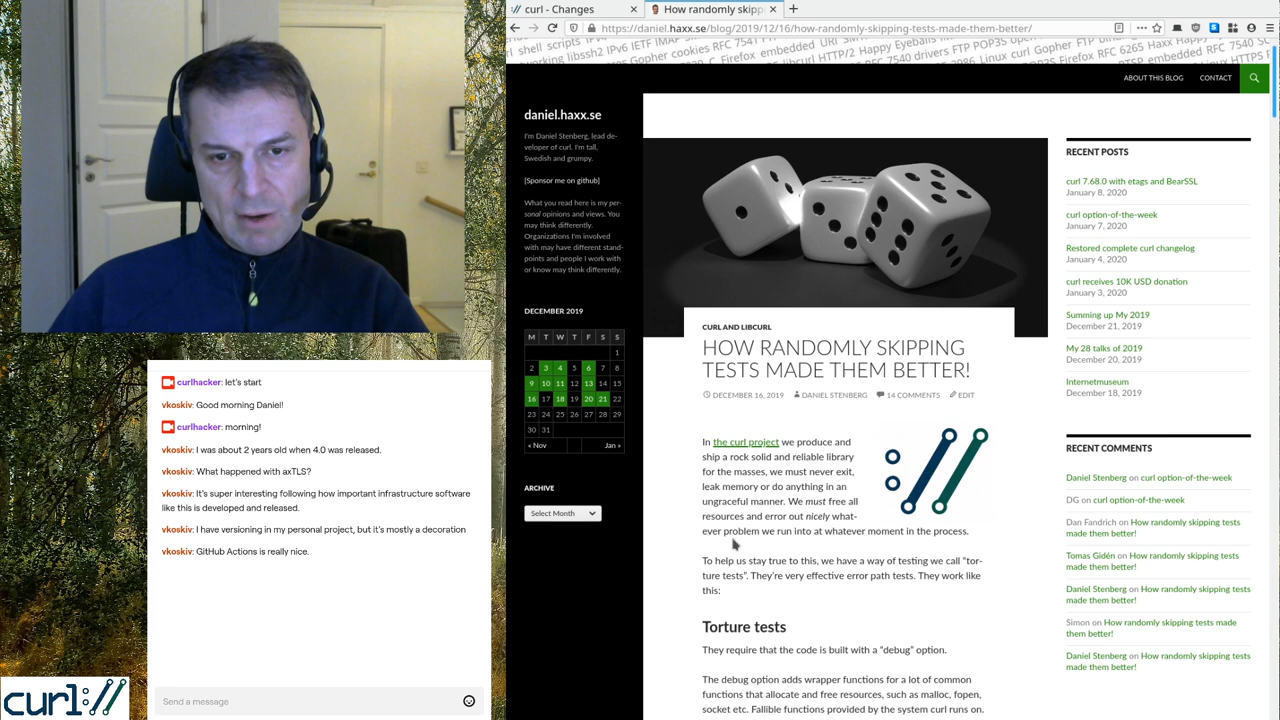 curl - Changes
How randomly skipp
https://daniel.haxx.se/blog/2019/12/16/how-randomly-skipping-tests-made-them-better/
ABOUT THIS BLOG
CONTACT
daniel.haxx.se
I'm Daniel Stenberg, lead de-
veloper of curl. I'm tall,
Swedish and grumpy.
[Sponsor me on github]
What you read here is my per-
sonal opinions and views. You
may think differently.
Organizations I'm involved
with may have different stand-
points and people I work with
or know may think differently.
DECEMBER 2019
M T W T F S S
1
2 3 4 5 6 7 8
9 10 11 12 13 14 15
16 17 18 19 20 21 22
23 24 25 26 27 28 29
30 31
« Nov Jan »
ARCHIVE
Select Month
CURL AND LIBCURL
HOW RANDOMLY SKIPPING
TESTS MADE THEM BETTER!
DECEMBER 16, 2019 DANIEL STENBERG 14 COMMENTS EDIT
In the curl project we produce and
ship a rock solid and reliable library
for the masses, we must never exit,
leak memory or do anything in an
ungraceful manner. We must free all
resources and error out nicely what-
ever problem we run into at whatever moment in the process.
To help us stay true to this, we have a way of testing we call “tor-
ture tests”. They’re very effective error path tests. They work like
this:
Torture tests
They require that the code is built with a “debug” option.
The debug option adds wrapper functions for a lot of common
functions that allocate and free resources, such as malloc, fopen,
socket etc. Fallible functions provided by the system curl runs on.
RECENT POSTS
curl 7.68.0 with etags and BearSSL
January 8, 2020
curl option-of-the-week
January 7, 2020
Restored complete curl changelog
January 4, 2020
curl receives 10K USD donation
January 3, 2020
Summing up My 2019
December 21, 2019
My 28 talks of 2019
December 20, 2019
Internetmuseum
December 18, 2019
RECENT COMMENTS
Daniel Stenberg on curl option-of-the-week
DG on curl option-of-the-week
Dan Fandrich on How randomly skipping tests
made them better!
Tomas Gidén on How randomly skipping tests
made them better!
Daniel Stenberg on How randomly skipping tests
made them better!
Simon on How randomly skipping tests made
them better!
Daniel Stenberg on How randomly skipping tests
made them better!
curlhacker: let's start
vkoskiv: Good morning Daniel!
curlhacker: morning!
vkoskiv: I was about 2 years old when 4.0 was released.
vkoskiv: What happened with axTLS?
vkoskiv: It's super interesting following how important infrastructure software
like this is developed and released.
vkoskiv: I have versioning in my personal project, but it's mostly a decoration
vkoskiv: GitHub Actions is really nice.
Send a message
curl://